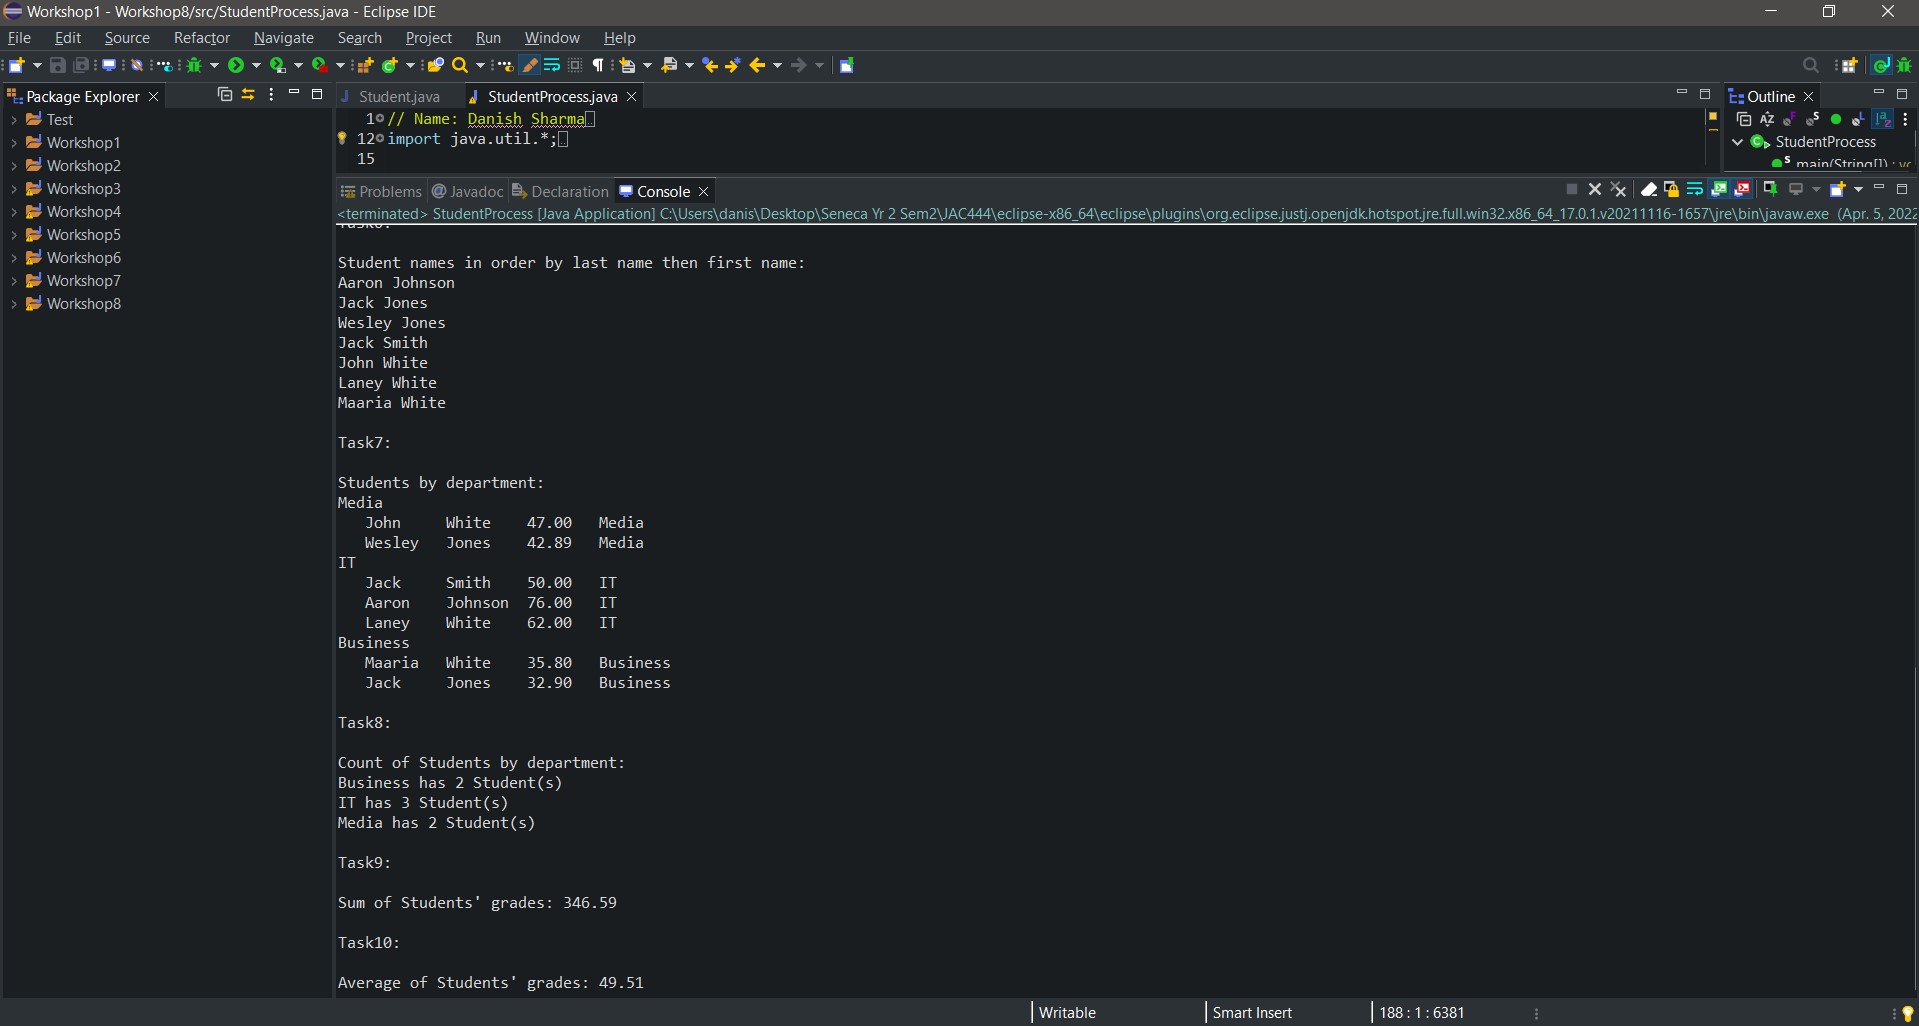 Workshop1 - Workshop8/src/StudentProcess.java - Eclipse IDE
File Edit Source Refactor Navigate Search Project Run Window Help
Package Explorer
Test
Workshop1
Workshop2
Workshop3
Workshop4
Workshop5
Workshop6
Workshop7
Workshop8
Student.java StudentProcess.java
1 // Name: Danish Sharma
12 import java.util.*;
15
Outline
StudentProcess
main(String[]) :
Problems @ Javadoc Declaration Console
<terminated> StudentProcess [Java Application] C:\Users\danis\Desktop\Seneca Yr 2 Sem2\JAC444\eclipse-x86_64\eclipse\plugins\org.eclipse.justj.openjdk.hotspot.jre.full.win32.x86_64_17.0.1.v20211116-1657\jre\bin\javaw.exe (Apr. 5, 2022
Student names in order by last name then first name:
Aaron Johnson
Jack Jones
Wesley Jones
Jack Smith
John White
Laney White
Maaria White
Task7:
Students by department:
Media
John White 47.00 Media
Wesley Jones 42.89 Media
IT
Jack Smith 50.00 IT
Aaron Johnson 76.00 IT
Laney White 62.00 IT
Business
Maaria White 35.80 Business
Jack Jones 32.90 Business
Task8:
Count of Students by department:
Business has 2 Student(s)
IT has 3 Student(s)
Media has 2 Student(s)
Task9:
Sum of Students' grades: 346.59
Task10:
Average of Students' grades: 49.51
Writable Smart Insert 188 : 1 : 6381